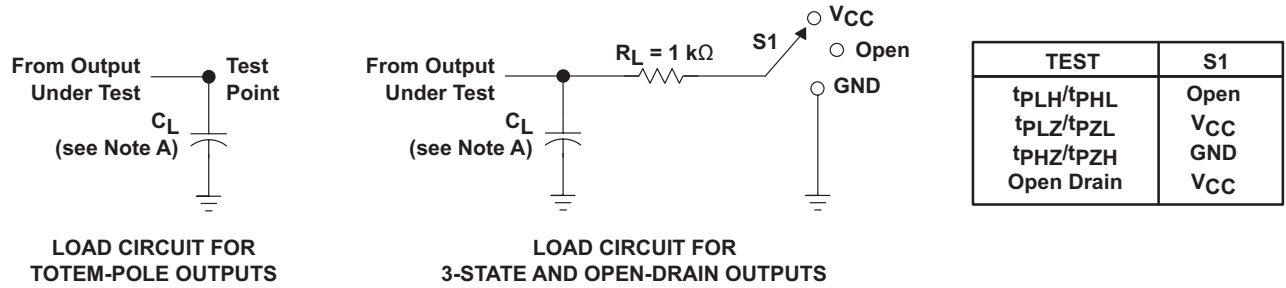 From Output
Under Test
Test
Point
CL
(see Note A)
LOAD CIRCUIT FOR
TOTEM-POLE OUTPUTS
From Output
Under Test
CL
(see Note A)
RL = 1 kΩ
S1
VCC
Open
GND
LOAD CIRCUIT FOR
3-STATE AND OPEN-DRAIN OUTPUTS
TEST S1
tPLH/tPHL Open
tPLZ/tPZL VCC
tPHZ/tPZH GND
Open Drain VCC